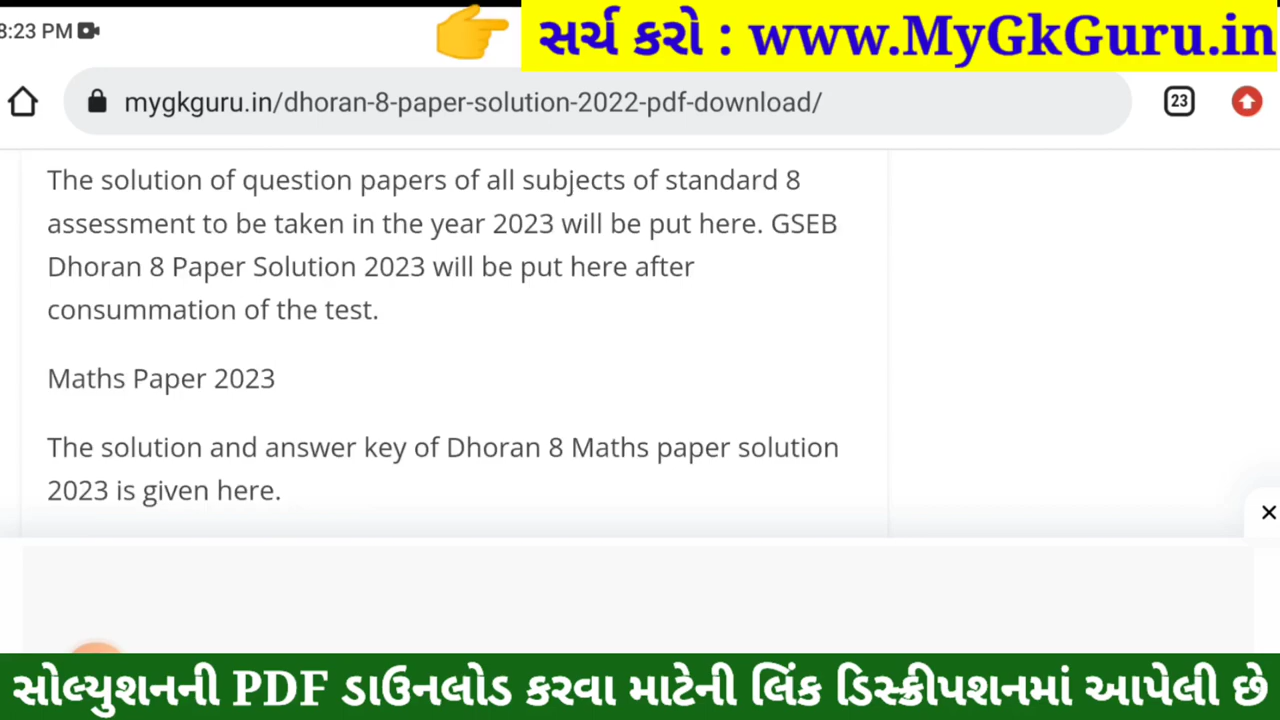 8:23 PM
સર્ચ કરો : www.MyGkGuru.in
mygkguru.in/dhoran-8-paper-solution-2022-pdf-download/
23
The solution of question papers of all subjects of standard 8
assessment to be taken in the year 2023 will be put here. GSEB
Dhoran 8 Paper Solution 2023 will be put here after
consummation of the test.
Maths Paper 2023
The solution and answer key of Dhoran 8 Maths paper solution
2023 is given here.
સોલ્યુશનની PDF ડાઉનલોડ કરવા માટેની લિંક ડિસ્ક્રીપશનમાં આપેલી છે